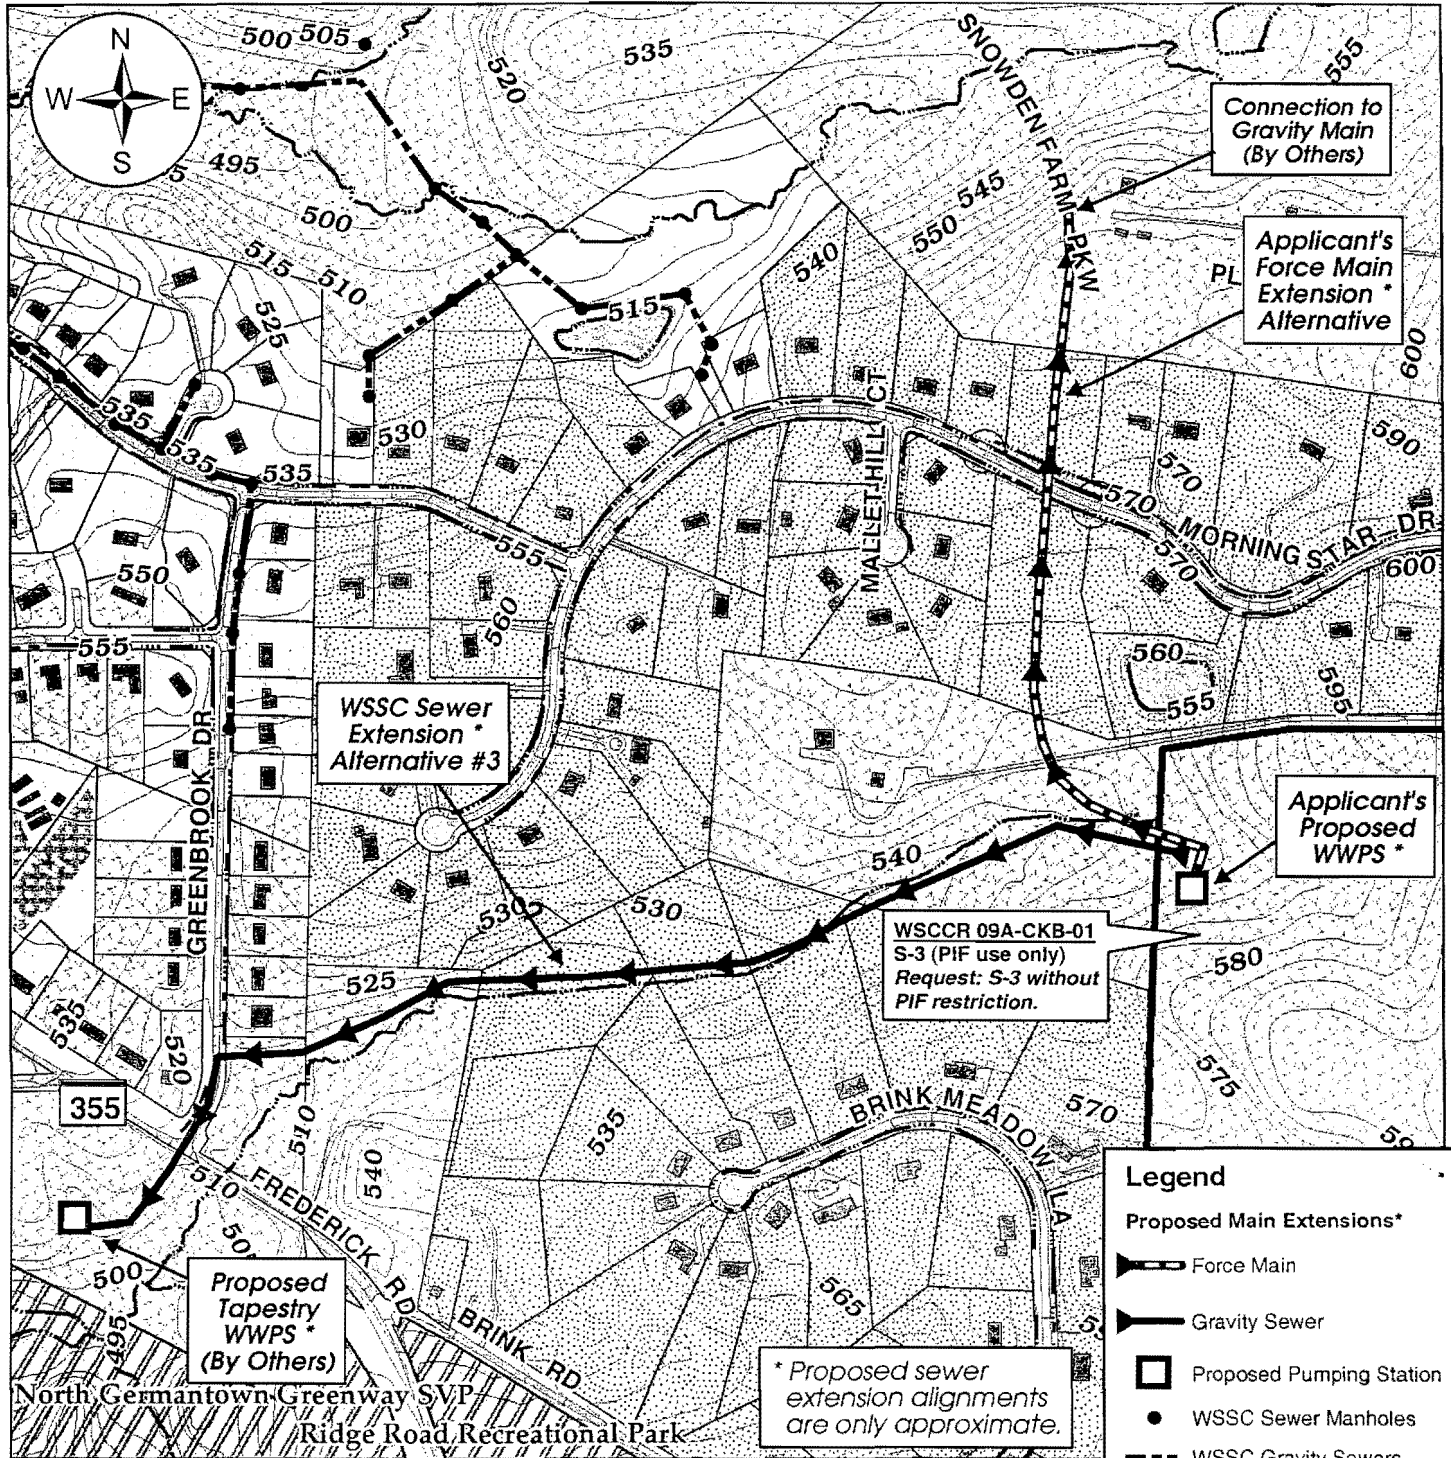 N
W E
S
500 505
535
520
SNOWDEN FARM PKW
555
Connection to
Gravity Main
(By Others)
495
500
545
550
540
Applicant's
Force Main
Extension *
Alternative
PL
515
510
525
515
600
535
535
535
530
MALLET HILL CT
590
570
570
MORNING STAR DR
570
600
555
550
555
560
560
555
595
WSSC Sewer
Extension *
Alternative #3
GREENBROOK DR
Applicant's
Proposed
WWPS *
540
530
530
WSCCR 09A-CKB-01
S-3 (PIF use only)
Request: S-3 without
PIF restriction.
580
525
535
520
575
355
510
535
BRINK MEADOW LA
570
540
510
FREDERICK RD
500
495
Proposed
Tapestry
WWPS *
(By Others)
BRINK RD
565
North Germantown Greenway SVP
Ridge Road Recreational Park
* Proposed sewer
extension alignments
are only approximate.
Legend
Proposed Main Extensions*
Force Main
Gravity Sewer
Proposed Pumping Station
WSSC Sewer Manholes
WSSC Gravity Sewers